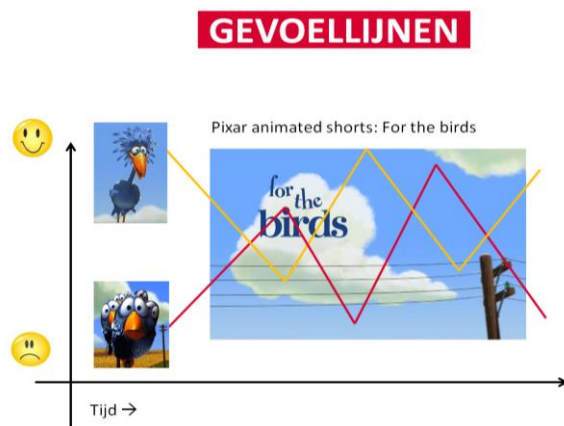 GEVOELLIJNEN
Pixar animated shorts: For the birds
for
the
birds
Tijd →